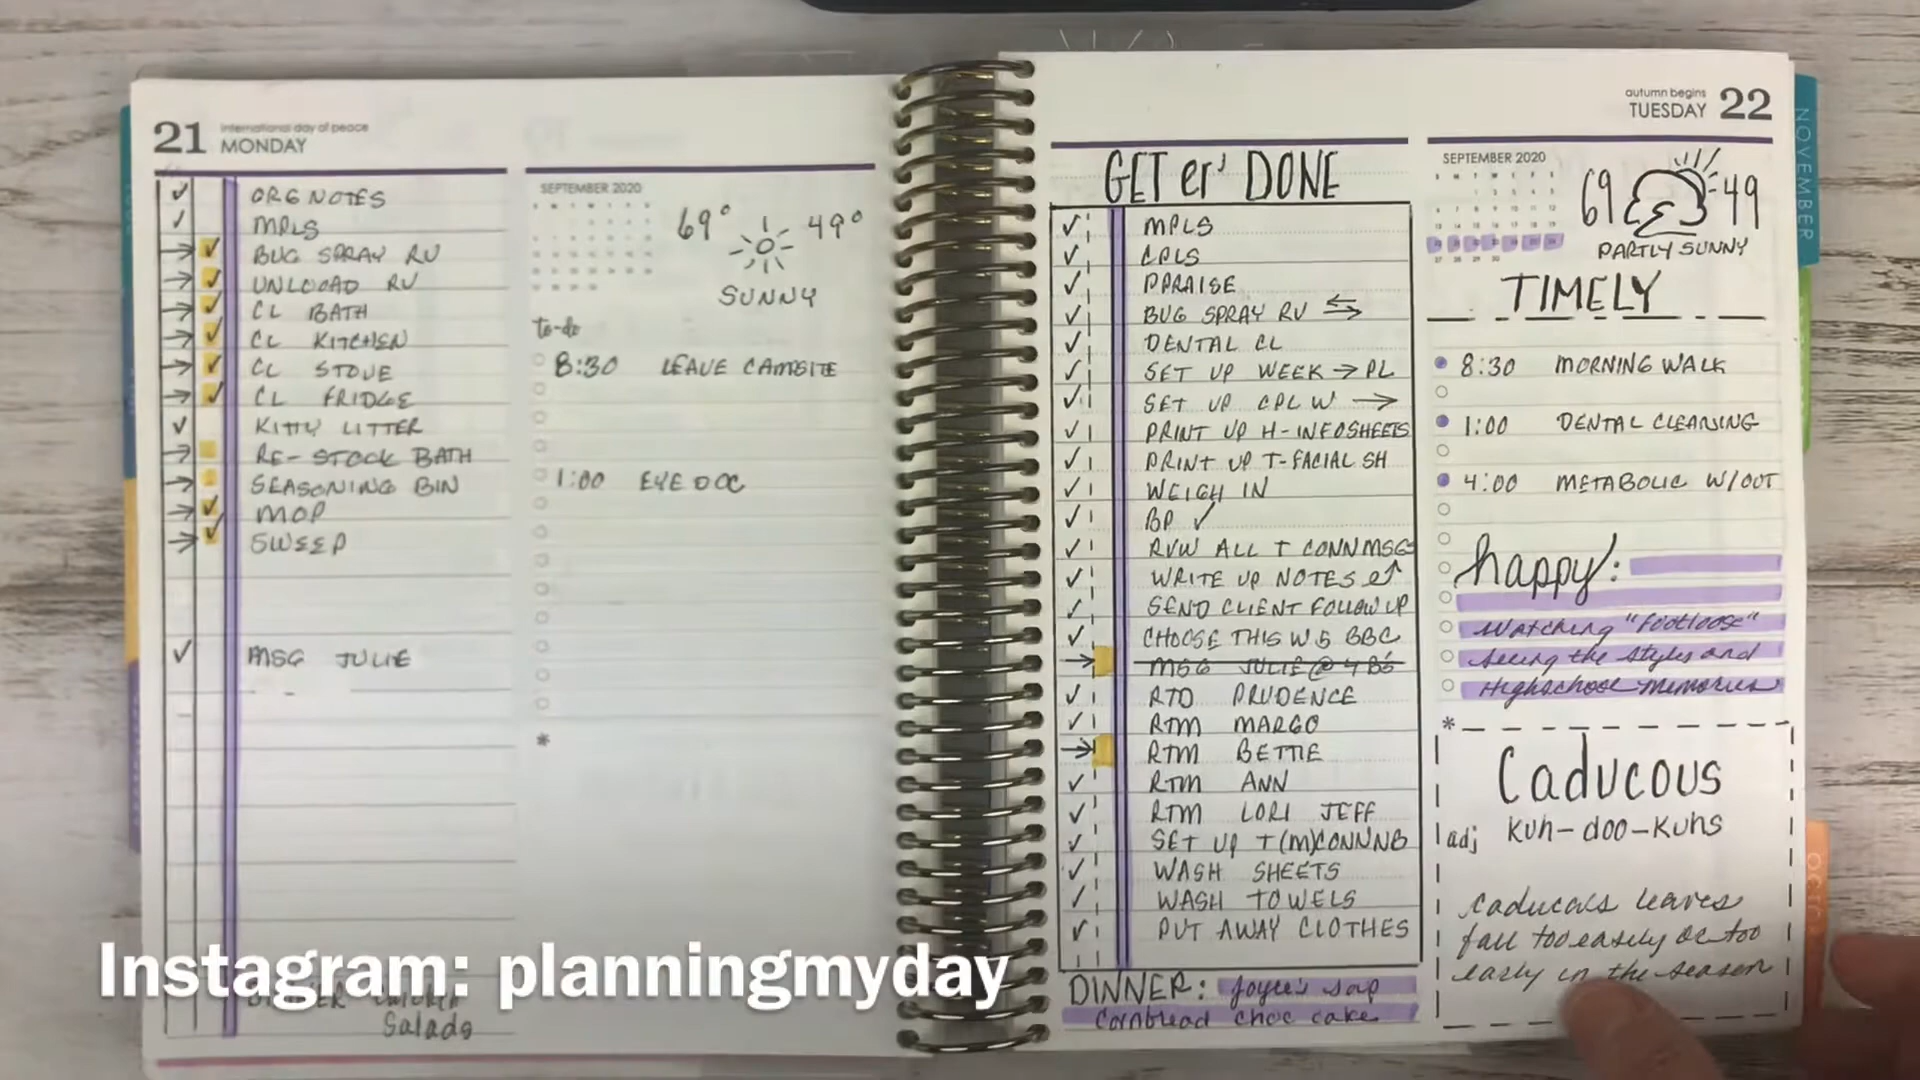 21 international day of peace
MONDAY
ORG NOTES
MPLS
BUG SPRAY RV
UNLOAD RV
CL BATH
CL KITCHEN
CL STOVE
CL FRIDGE
KITTY LITTER
RE-STOCK BATH
SEASONING BIN
MOP
SWEEP
MSG JULIE
DINNER Chicken
Salads
SEPTEMBER 2020
69° 49°
SUNNY
to-do
8:30 LEAVE CAMPSITE
1:00 EYE DOC
*
GET er' DONE
MPLS
CPLS
PPRAISE
BUG SPRAY RV
DENTAL CL
SET UP WEEK → PL
SET UP CPL W →
PRINT UP H-INFOSHEETS
PRINT UP T-FACIAL SH
WEIGH IN
BP ✓
RVW ALL T CONN MSGS
WRITE UP NOTES
SEND CLIENT FOLLOW UP
CHOOSE THIS W'S BBC
MSG JULIE @ 4 B's
RTO PRUDENCE
RTM MARGO
RTM BETTIE
RTM ANN
RTM LORI JEFF
SET UP T(M)CONNNB
WASH SHEETS
WASH TOWELS
PUT AWAY CLOTHES
DINNER: Joyce's
Cornbread choc cake
autumn begins
TUESDAY 22
SEPTEMBER 2020
69 49
PARTLY SUNNY
TIMELY
8:30 MORNING WALK
1:00 DENTAL CLEANING
4:00 METABOLIC W/OUT
happy:
Watching "Footloose"
Seeing the styles and
Highschool memories
*
Caducous
adj kuh-doo-kuhs
Caducous leaves
fall too easily or too
early in the season
NOVEMBER
Instagram: planningmyday